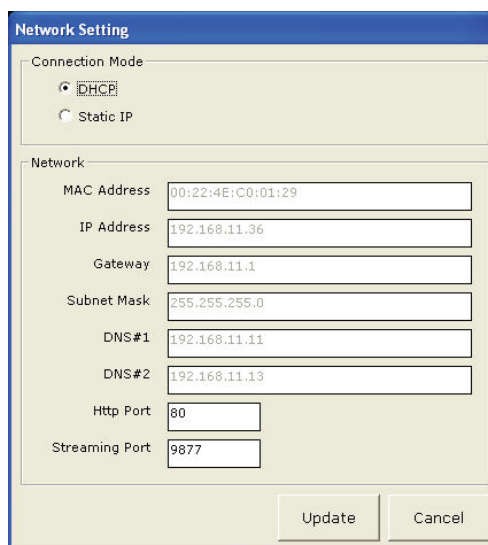 Network Setting
Connection Mode
DHCP
Static IP
Network
MAC Address 00:22:4E:C0:01:29
IP Address 192.168.11.36
Gateway 192.168.11.1
Subnet Mask 255.255.255.0
DNS#1 192.168.11.11
DNS#2 192.168.11.13
Http Port 80
Streaming Port 9877
Update Cancel